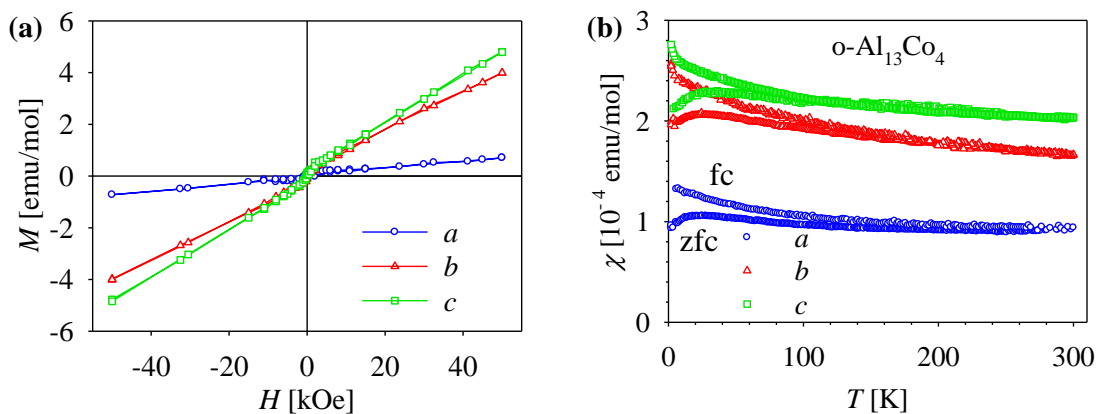 (a)
6
4
2
0
-2
-4
-6
M [emu/mol]
-40 -20 0 20 40
H [kOe]
a
b
c
(b)
o-Al13Co4
3
2
1
0
χ [10⁻⁴ emu/mol]
fc
zfc
a
b
c
0 100 200 300
T [K]